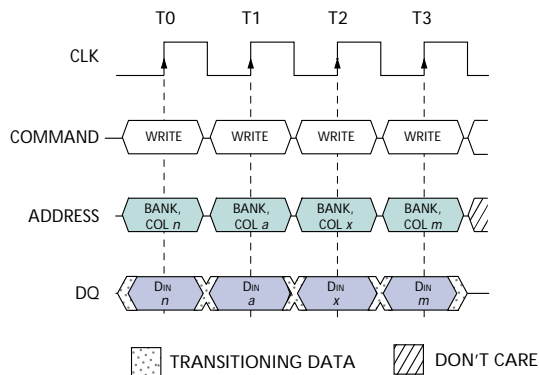 T0 T1 T2 T3
CLK
COMMAND WRITE WRITE WRITE WRITE
ADDRESS BANK, COL n BANK, COL a BANK, COL x BANK, COL m
DQ DIN n DIN a DIN x DIN m
TRANSITIONING DATA DON'T CARE